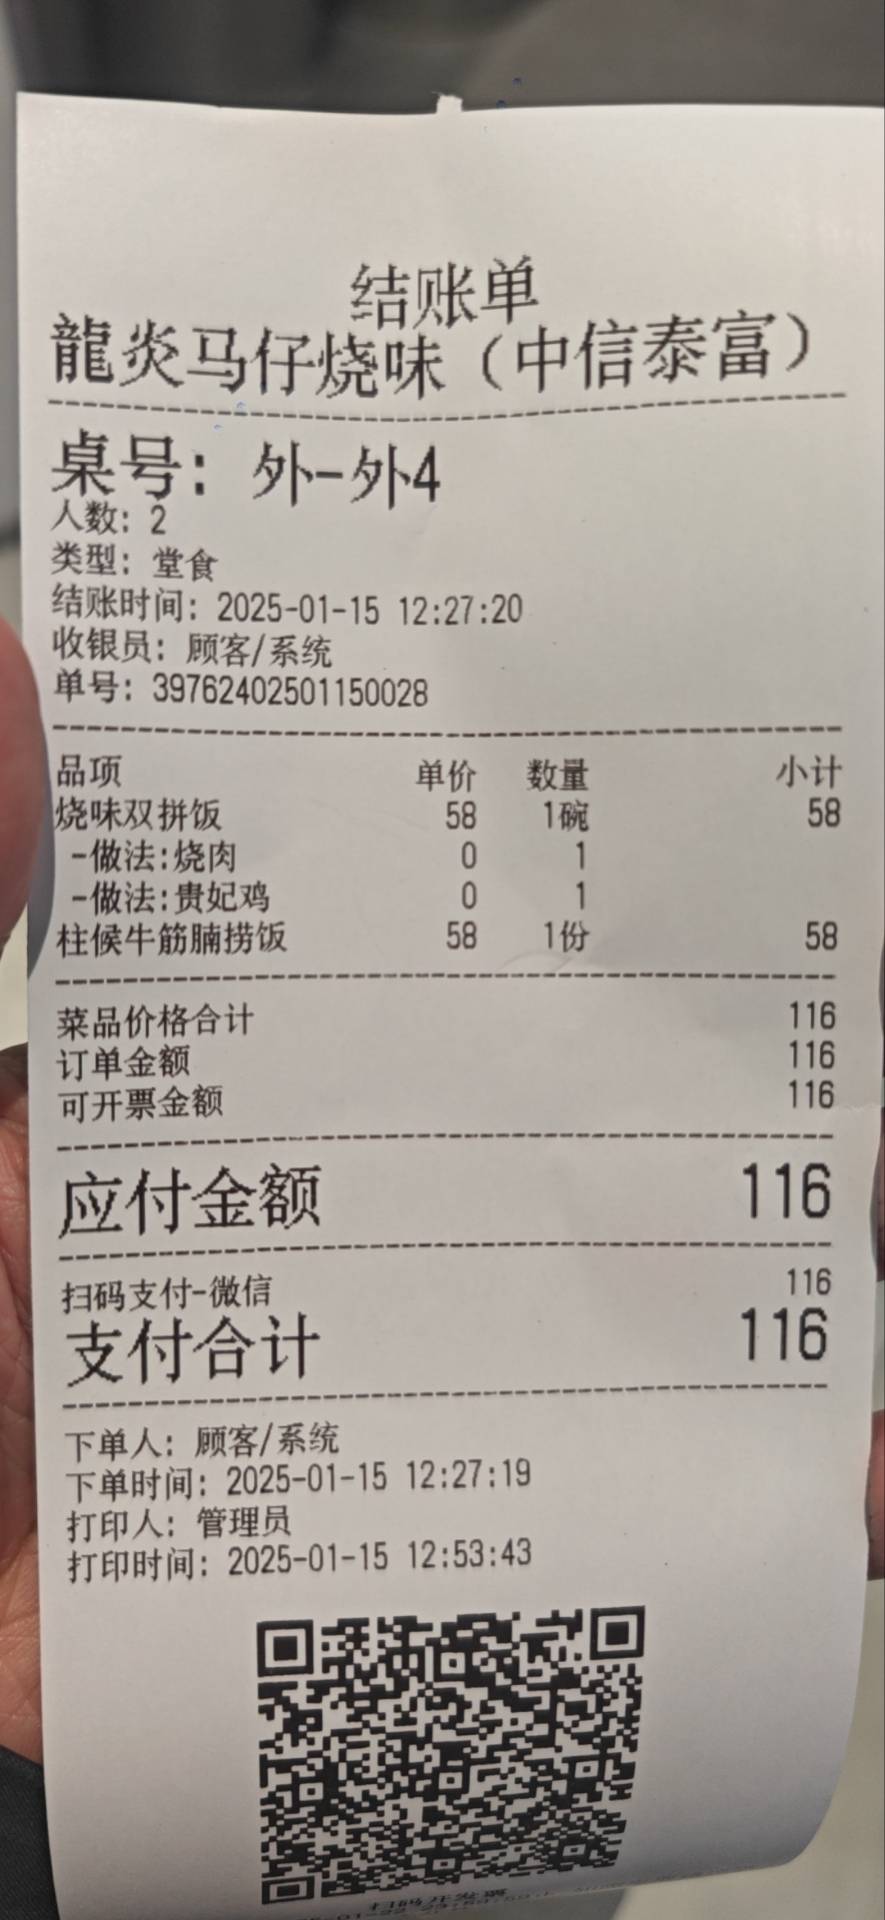 结账单
龍炎马仔烧味（中信泰富）
桌号：外-外4
人数：2
类型：堂食
结账时间：2025-01-15 12:27:20
收银员：顾客/系统
单号：39762402501150028
品项 单价 数量 小计
烧味双拼饭 58 1碗 58
-做法:烧肉 0 1
-做法:贵妃鸡 0 1
柱候牛筋腩捞饭 58 1份 58
菜品价格合计 116
订单金额 116
可开票金额 116
应付金额 116
扫码支付-微信 116
支付合计 116
下单人：顾客/系统
下单时间：2025-01-15 12:27:19
打印人：管理员
打印时间：2025-01-15 12:53:43
扫码开发票